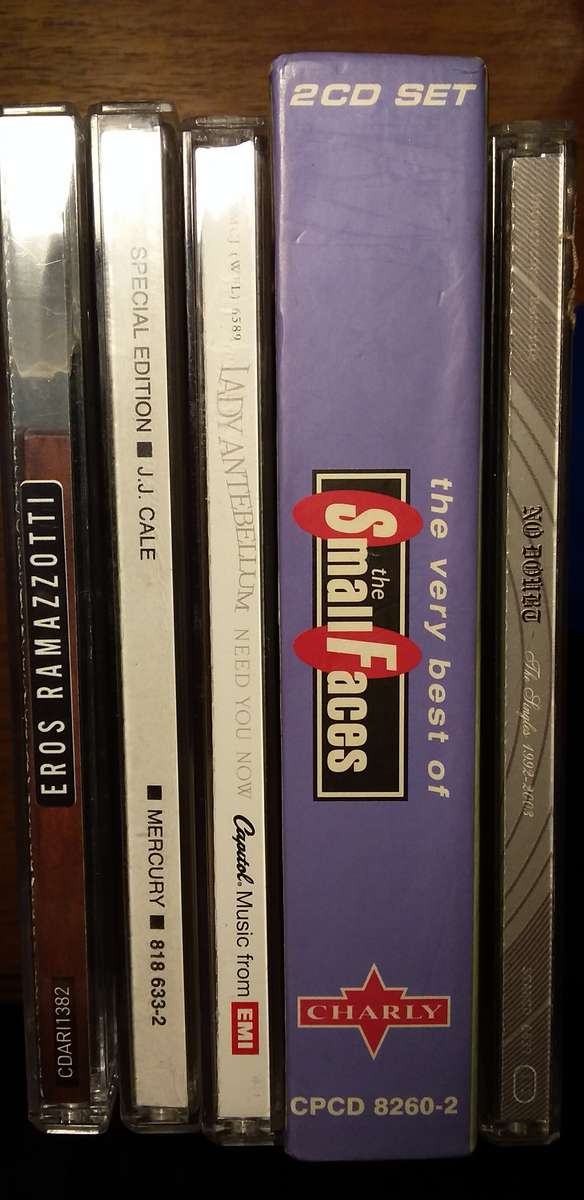 EROS RAMAZZOTTI
CDARI1382
SPECIAL EDITION ■ J.J. CALE
■ MERCURY ■ 818 633-2
LADY ANTEBELLUM NEED YOU NOW
Capitol® Music from EMI
2CD SET
the very best of
the Small Faces
CHARLY
CPCD 8260-2
NO DOUBT - The Singles 1992-2003